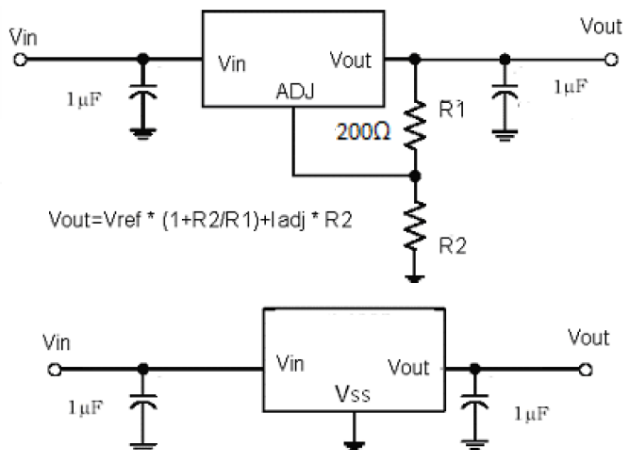 Vin
Vout
Vin
Vout
ADJ
1µF
1µF
200Ω
R1
Vout=Vref * (1+R2/R1)+Iadj * R2
R2
Vin
Vout
Vin
Vout
Vss
1µF
1µF